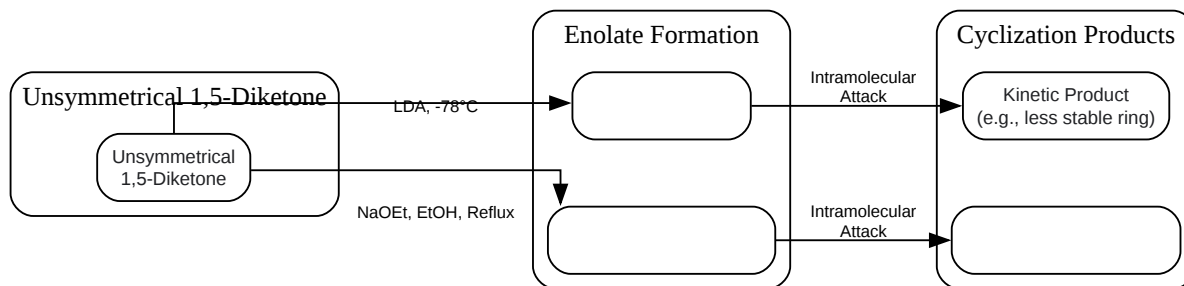 Unsymmetrical 1,5-Diketone
Unsymmetrical
1,5-Diketone
LDA, -78°C
NaOEt, EtOH, Reflux
Enolate Formation
Intramolecular
Attack
Intramolecular
Attack
Cyclization Products
Kinetic Product
(e.g., less stable ring)